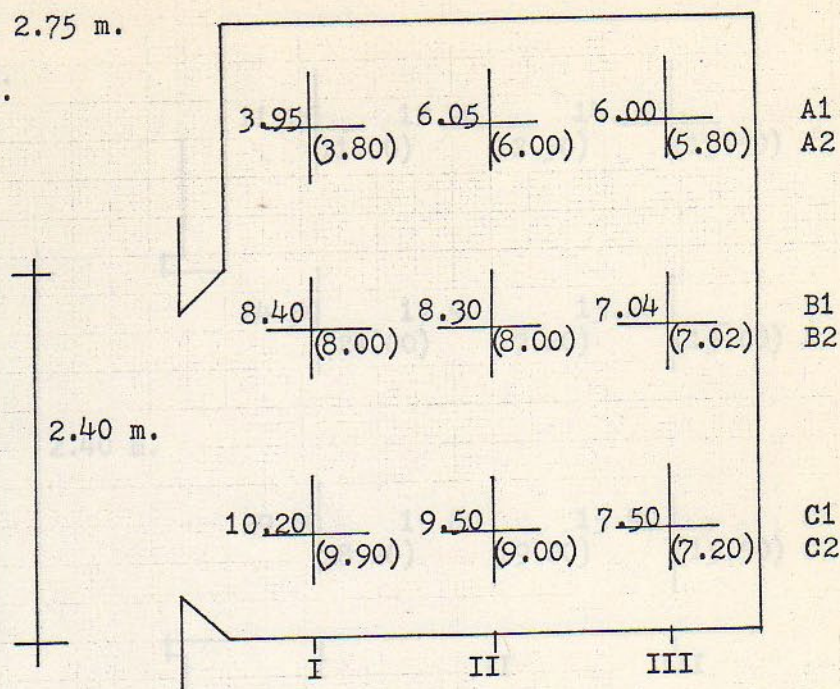 2.75 m.
.
3.95 6.05 6.00 A1
(3.80) (6.00) (5.80) A2
8.40 8.30 7.04 B1
(8.00) (8.00) (7.02) B2
2.40 m.
10.20 9.50 7.50 C1
(9.90) (9.00) (7.20) C2
I II III